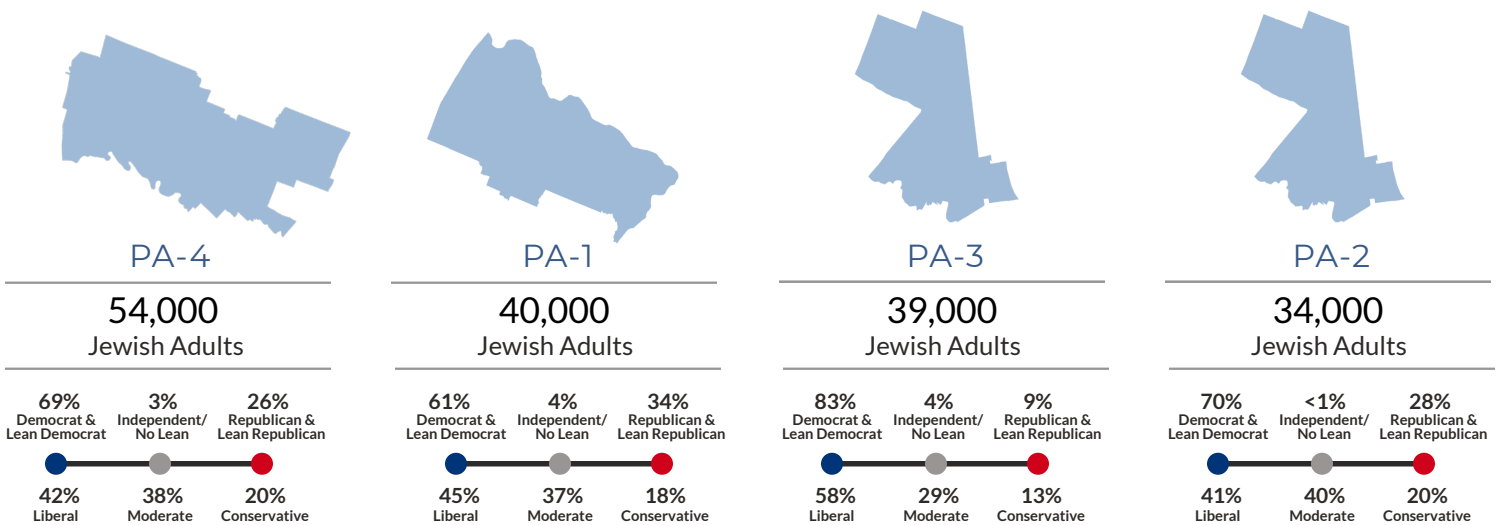 PA-4
54,000
Jewish Adults
69%
Democrat &
Lean Democrat
3%
Independent/
No Lean
26%
Republican &
Lean Republican
42%
Liberal
38%
Moderate
20%
Conservative
PA-1
40,000
Jewish Adults
61%
Democrat &
Lean Democrat
4%
Independent/
No Lean
34%
Republican &
Lean Republican
45%
Liberal
37%
Moderate
18%
Conservative
PA-3
39,000
Jewish Adults
83%
Democrat &
Lean Democrat
4%
Independent/
No Lean
9%
Republican &
Lean Republican
58%
Liberal
29%
Moderate
13%
Conservative
PA-2
34,000
Jewish Adults
70%
Democrat &
Lean Democrat
<1%
Independent/
No Lean
28%
Republican &
Lean Republican
41%
Liberal
40%
Moderate
20%
Conservative